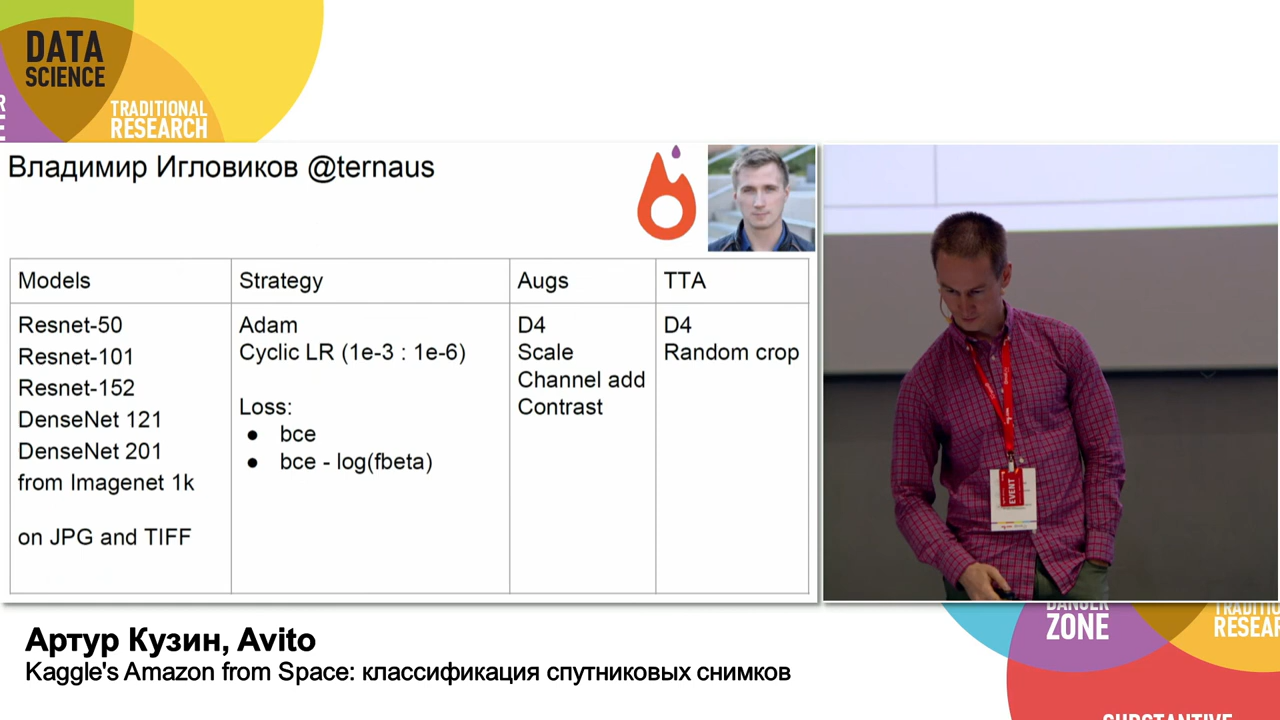 DATA
SCIENCE
TRADITIONAL
RESEARCH
Владимир Игловиков @ternaus
Models
Strategy
Augs
TTA
Resnet-50
Resnet-101
Resnet-152
DenseNet 121
DenseNet 201
from Imagenet 1k
on JPG and TIFF
Adam
Cyclic LR (1e-3 : 1e-6)
Loss:
● bce
● bce - log(fbeta)
D4
Scale
Channel add
Contrast
D4
Random crop
EVENT
Артур Кузин, Avito
Kaggle's Amazon from Space: классификация спутниковых снимков
DANGER
ZONE